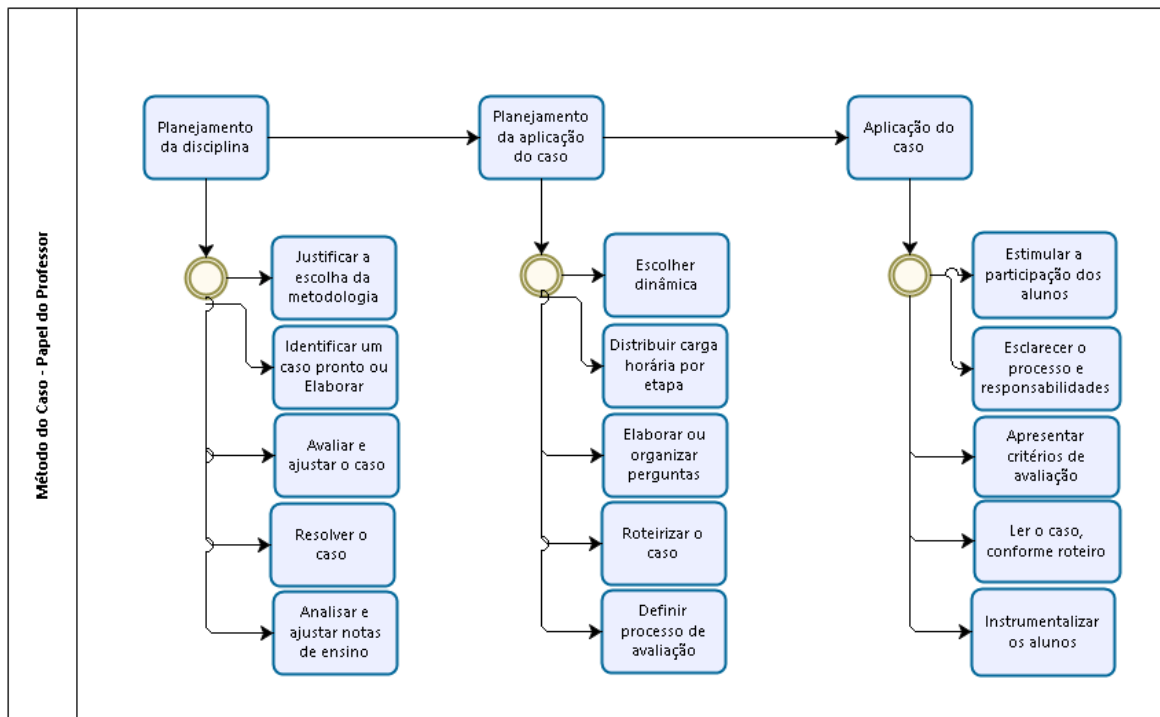 Método do Caso - Papel do Professor
Planejamento
da disciplina
Planejamento
da aplicação
do caso
Aplicação do
caso
Justificar a
escolha da
metodologia
Identificar um
caso pronto ou
Elaborar
Avaliar e
ajustar o caso
Resolver o
caso
Analisar e
ajustar notas
de ensino
Escolher
dinâmica
Distribuir carga
horária por
etapa
Elaborar ou
organizar
perguntas
Roteirizar o
caso
Definir
processo de
avaliação
Estimular a
participação dos
alunos
Esclarecer o
processo e
responsabilidades
Apresentar
critérios de
avaliação
Ler o caso,
conforme roteiro
Instrumentalizar
os alunos